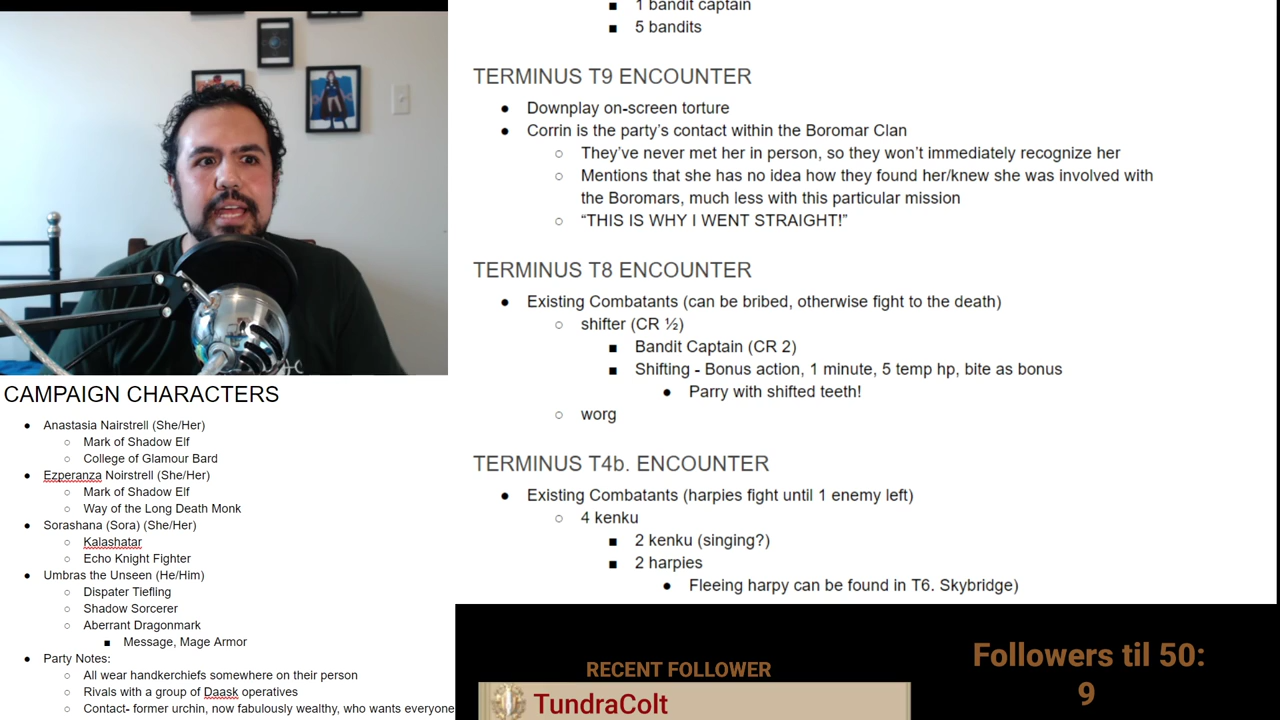 1 bandit captain
5 bandits
TERMINUS T9 ENCOUNTER
Downplay on-screen torture
Corrin is the party's contact within the Boromar Clan
They've never met her in person, so they won't immediately recognize her
Mentions that she has no idea how they found her/knew she was involved with
the Boromars, much less with this particular mission
“THIS IS WHY I WENT STRAIGHT!”
TERMINUS T8 ENCOUNTER
Existing Combatants (can be bribed, otherwise fight to the death)
shifter (CR ½)
Bandit Captain (CR 2)
Shifting - Bonus action, 1 minute, 5 temp hp, bite as bonus
Parry with shifted teeth!
worg
TERMINUS T4b. ENCOUNTER
Existing Combatants (harpies fight until 1 enemy left)
4 kenku
2 kenku (singing?)
2 harpies
Fleeing harpy can be found in T6. Skybridge)
CAMPAIGN CHARACTERS
Anastasia Nairstrell (She/Her)
Mark of Shadow Elf
College of Glamour Bard
Ezperanza Noirstrell (She/Her)
Mark of Shadow Elf
Way of the Long Death Monk
Sorashana (Sora) (She/Her)
Kalashatar
Echo Knight Fighter
Umbras the Unseen (He/Him)
Dispater Tiefling
Shadow Sorcerer
Aberrant Dragonmark
Message, Mage Armor
Party Notes:
All wear handkerchiefs somewhere on their person
Rivals with a group of Daask operatives
Contact- former urchin, now fabulously wealthy, who wants everyone
RECENT FOLLOWER
TundraColt
Followers til 50:
9